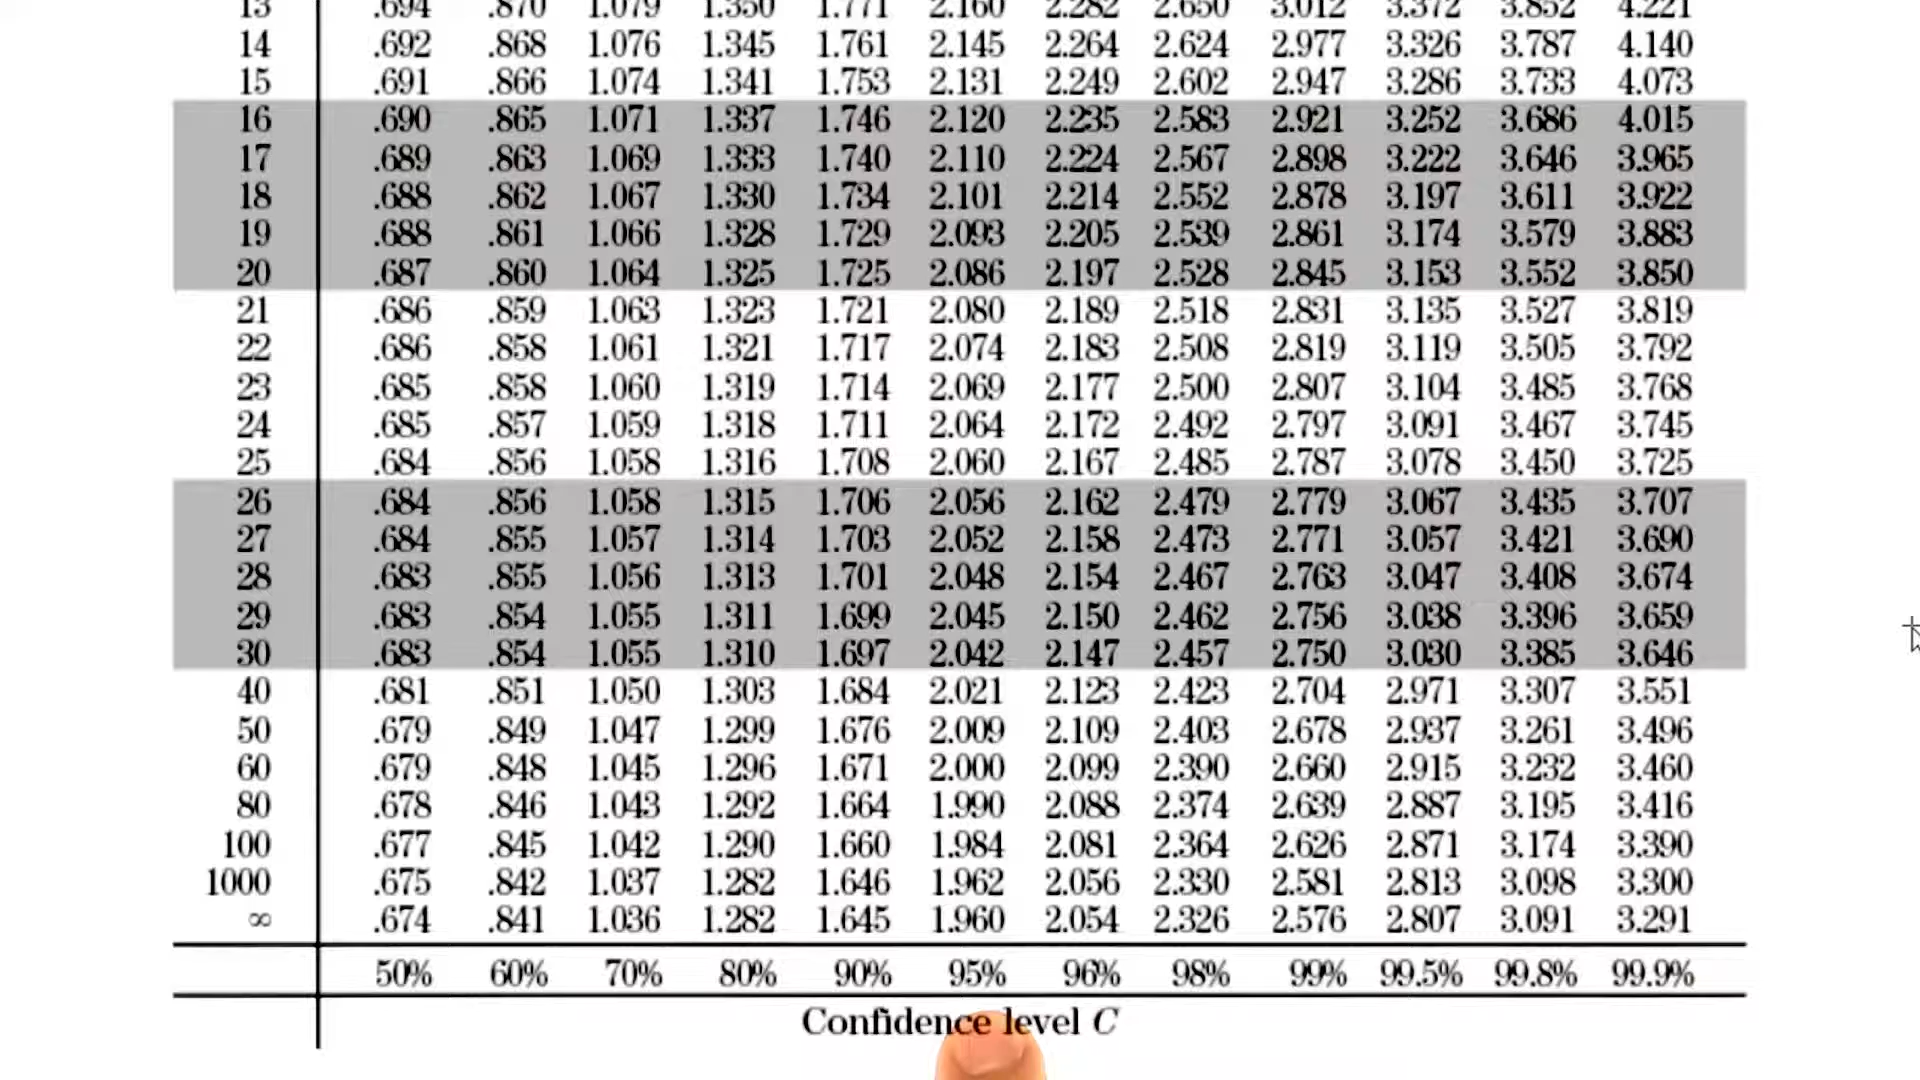 13 .694 .870 1.079 1.350 1.771 2.160 2.282 2.650 3.012 3.372 3.852 4.221
14 .692 .868 1.076 1.345 1.761 2.145 2.264 2.624 2.977 3.326 3.787 4.140
15 .691 .866 1.074 1.341 1.753 2.131 2.249 2.602 2.947 3.286 3.733 4.073
16 .690 .865 1.071 1.337 1.746 2.120 2.235 2.583 2.921 3.252 3.686 4.015
17 .689 .863 1.069 1.333 1.740 2.110 2.224 2.567 2.898 3.222 3.646 3.965
18 .688 .862 1.067 1.330 1.734 2.101 2.214 2.552 2.878 3.197 3.611 3.922
19 .688 .861 1.066 1.328 1.729 2.093 2.205 2.539 2.861 3.174 3.579 3.883
20 .687 .860 1.064 1.325 1.725 2.086 2.197 2.528 2.845 3.153 3.552 3.850
21 .686 .859 1.063 1.323 1.721 2.080 2.189 2.518 2.831 3.135 3.527 3.819
22 .686 .858 1.061 1.321 1.717 2.074 2.183 2.508 2.819 3.119 3.505 3.792
23 .685 .858 1.060 1.319 1.714 2.069 2.177 2.500 2.807 3.104 3.485 3.768
24 .685 .857 1.059 1.318 1.711 2.064 2.172 2.492 2.797 3.091 3.467 3.745
25 .684 .856 1.058 1.316 1.708 2.060 2.167 2.485 2.787 3.078 3.450 3.725
26 .684 .856 1.058 1.315 1.706 2.056 2.162 2.479 2.779 3.067 3.435 3.707
27 .684 .855 1.057 1.314 1.703 2.052 2.158 2.473 2.771 3.057 3.421 3.690
28 .683 .855 1.056 1.313 1.701 2.048 2.154 2.467 2.763 3.047 3.408 3.674
29 .683 .854 1.055 1.311 1.699 2.045 2.150 2.462 2.756 3.038 3.396 3.659
30 .683 .854 1.055 1.310 1.697 2.042 2.147 2.457 2.750 3.030 3.385 3.646
40 .681 .851 1.050 1.303 1.684 2.021 2.123 2.423 2.704 2.971 3.307 3.551
50 .679 .849 1.047 1.299 1.676 2.009 2.109 2.403 2.678 2.937 3.261 3.496
60 .679 .848 1.045 1.296 1.671 2.000 2.099 2.390 2.660 2.915 3.232 3.460
80 .678 .846 1.043 1.292 1.664 1.990 2.088 2.374 2.639 2.887 3.195 3.416
100 .677 .845 1.042 1.290 1.660 1.984 2.081 2.364 2.626 2.871 3.174 3.390
1000 .675 .842 1.037 1.282 1.646 1.962 2.056 2.330 2.581 2.813 3.098 3.300
∞ .674 .841 1.036 1.282 1.645 1.960 2.054 2.326 2.576 2.807 3.091 3.291
50% 60% 70% 80% 90% 95% 96% 98% 99% 99.5% 99.8% 99.9%
Confidence level C